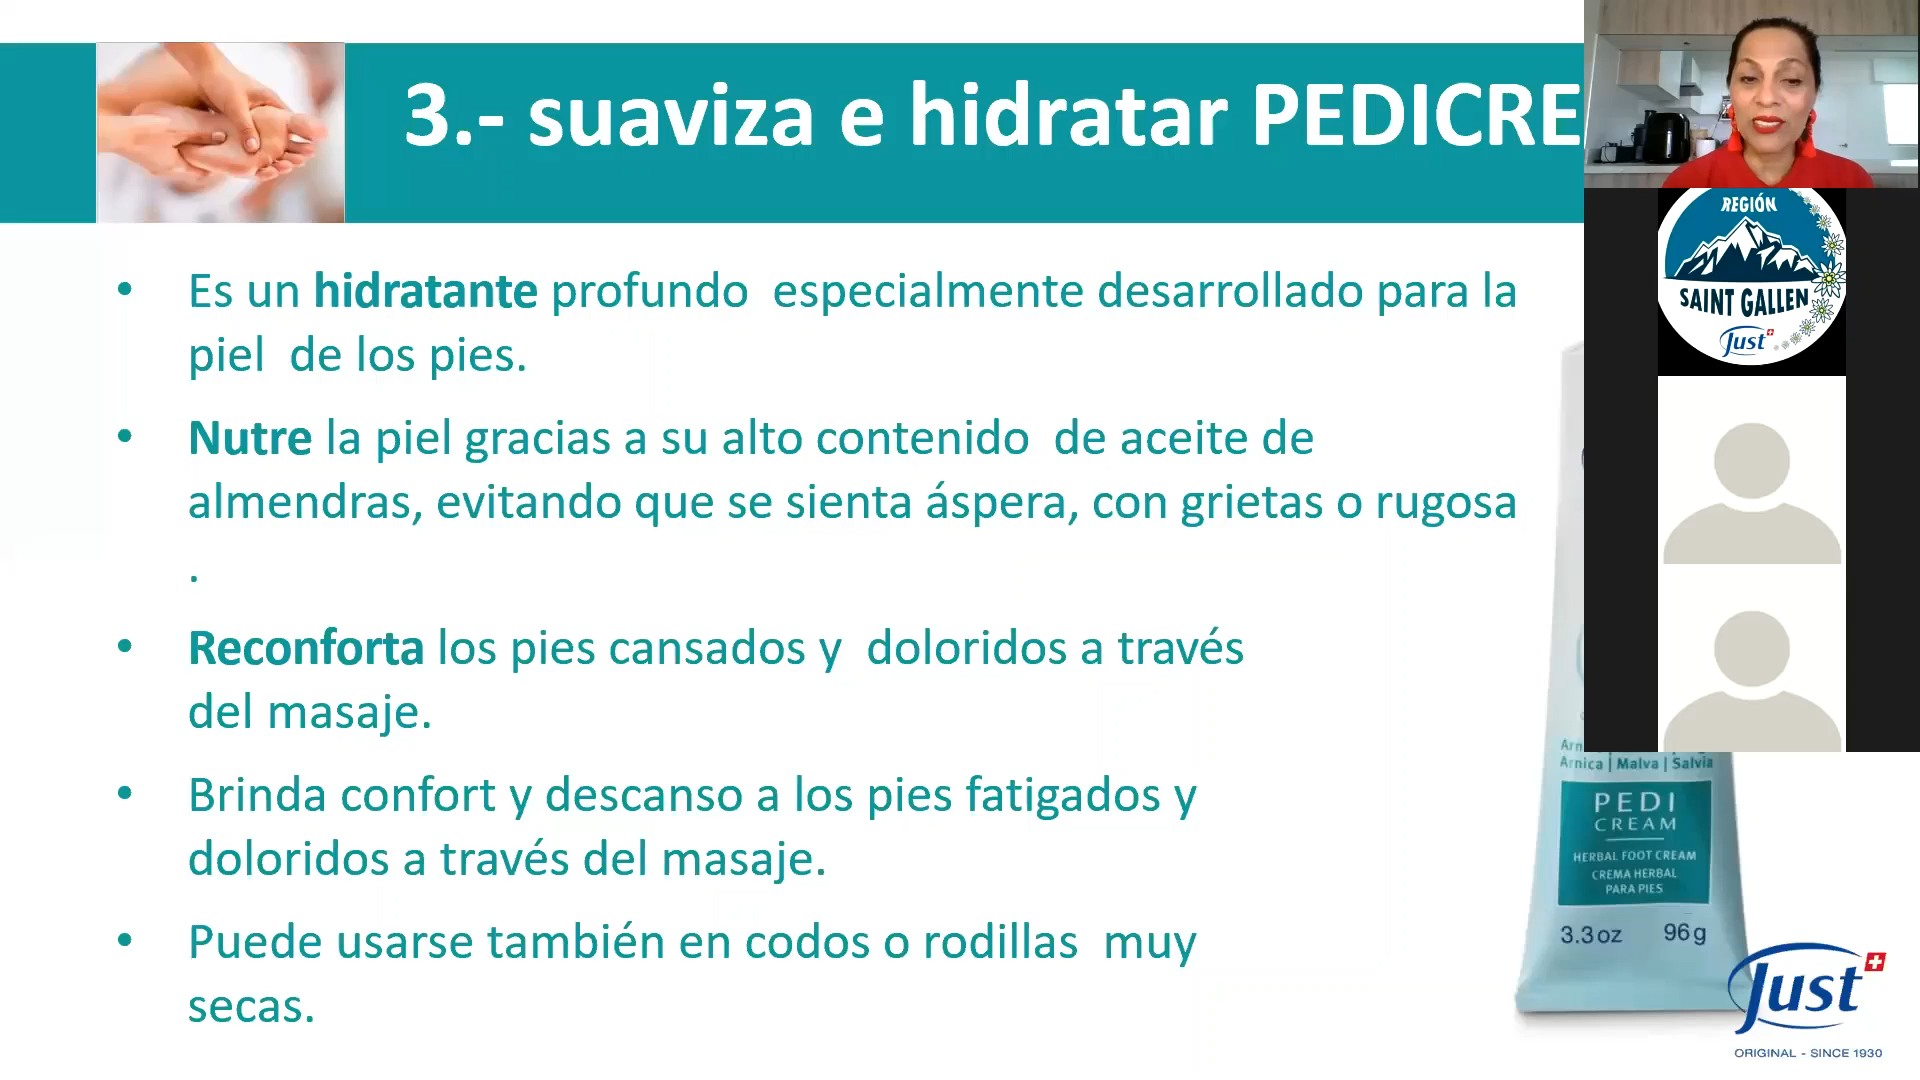 3.- suaviza e hidratar PEDICRE
REGIÓN
SAINT GALLEN
Just
• Es un hidratante profundo especialmente desarrollado para la
piel de los pies.
• Nutre la piel gracias a su alto contenido de aceite de
almendras, evitando que se sienta áspera, con grietas o rugosa
.
• Reconforta los pies cansados y doloridos a través
del masaje.
• Brinda confort y descanso a los pies fatigados y
doloridos a través del masaje.
• Puede usarse también en codos o rodillas muy
secas.
Arnica | Malva | Salvia
PEDI
CREAM
HERBAL FOOT CREAM
CREMA HERBAL
PARA PIES
3.3 oz 96 g
Just
ORIGINAL - SINCE 1930